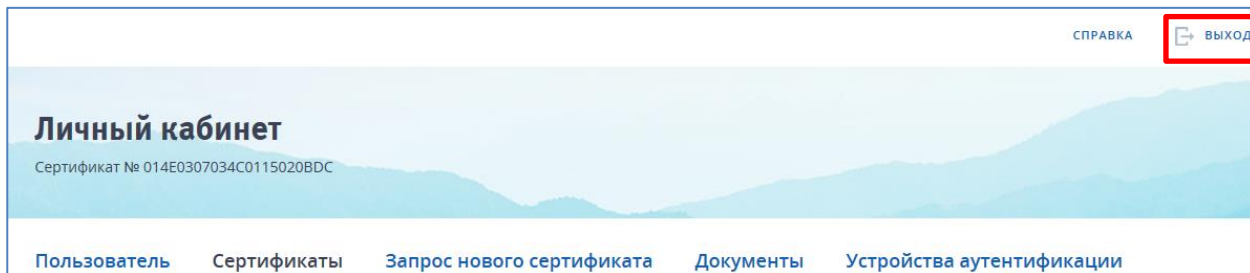 СПРАВКА ВЫХОД
Личный кабинет
Сертификат № 014E0307034C0115020BDC
Пользователь Сертификаты Запрос нового сертификата Документы Устройства аутентификации